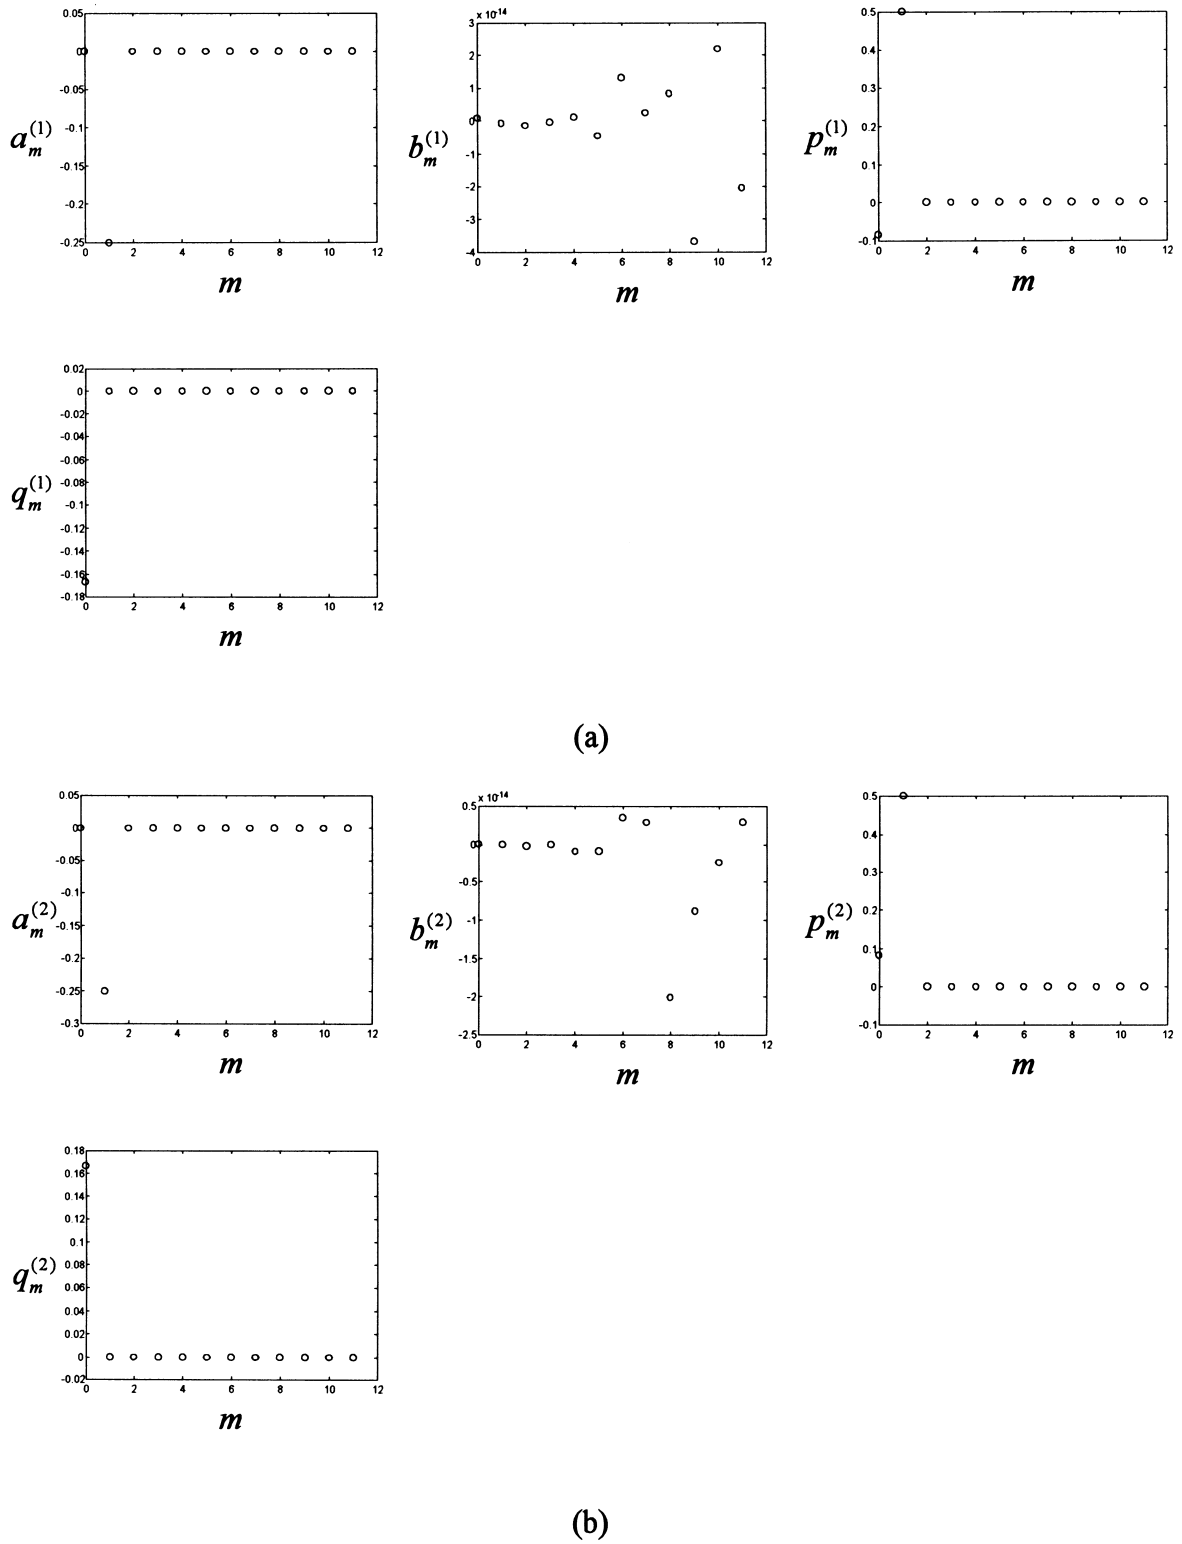 0.05
0
-0.05
-0.1
-0.15
-0.2
-0.25
0 2 4 6 8 10 12
a_m^{(1)}
m
x 10^{-14}
3
2
1
0
-1
-2
-3
-4
0 2 4 6 8 10 12
b_m^{(1)}
m
0.5
0.4
0.3
0.2
0.1
0
-0.1
0 2 4 6 8 10 12
p_m^{(1)}
m
0.02
0
-0.02
-0.04
-0.06
-0.08
-0.1
-0.12
-0.14
-0.16
-0.18
0 2 4 6 8 10 12
q_m^{(1)}
m
(a)
0.05
0
-0.05
-0.1
-0.15
-0.2
-0.25
-0.3
0 2 4 6 8 10 12
a_m^{(2)}
m
x 10^{-14}
0.5
0
-0.5
-1
-1.5
-2
-2.5
0 2 4 6 8 10 12
b_m^{(2)}
m
0.5
0.4
0.3
0.2
0.1
0
-0.1
0 2 4 6 8 10 12
p_m^{(2)}
m
0.18
0.16
0.14
0.12
0.1
0.08
0.06
0.04
0.02
0
-0.02
0 2 4 6 8 10 12
q_m^{(2)}
m
(b)